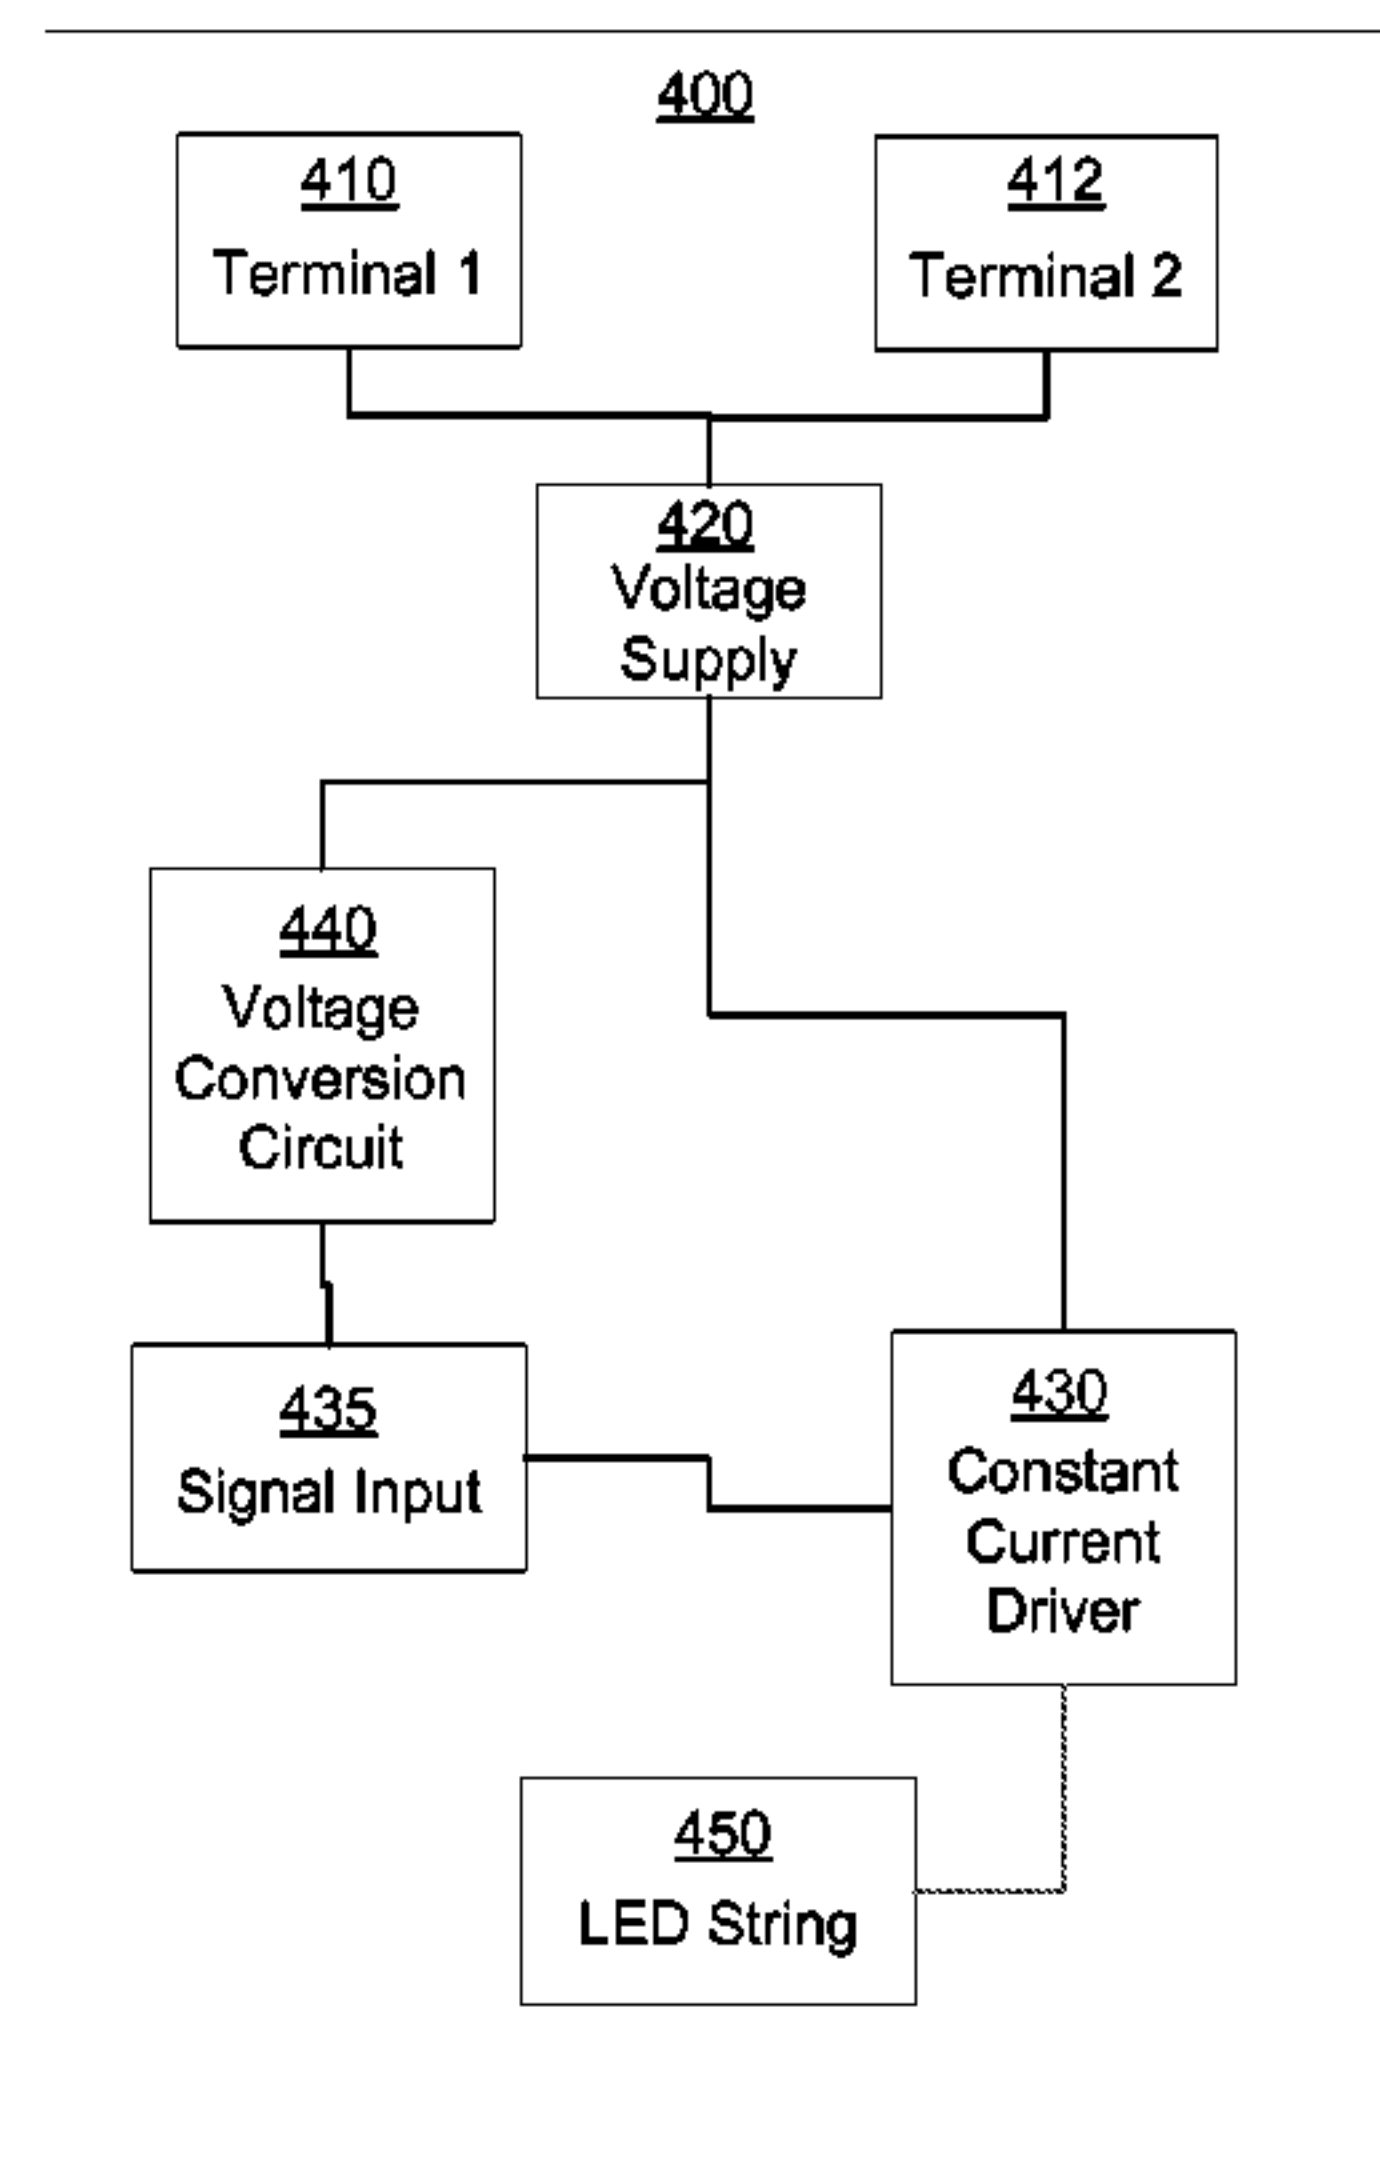 400
410
Terminal 1
412
Terminal 2
420
Voltage
Supply
440
Voltage
Conversion
Circuit
435
Signal Input
430
Constant
Current
Driver
450
LED String